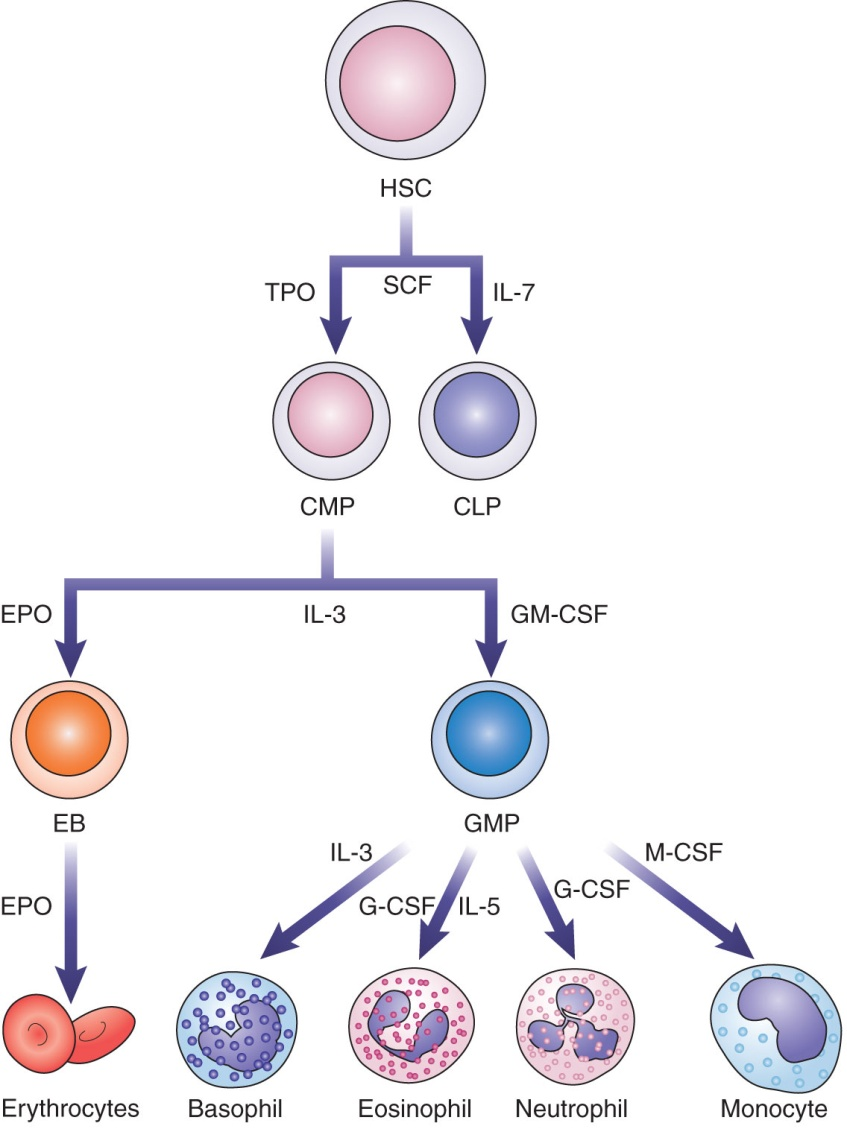 HSC
TPO
SCF
IL-7
CMP
CLP
EPO
IL-3
GM-CSF
EB
GMP
IL-3
M-CSF
EPO
G-CSF
IL-5
G-CSF
Erythrocytes
Basophil
Eosinophil
Neutrophil
Monocyte